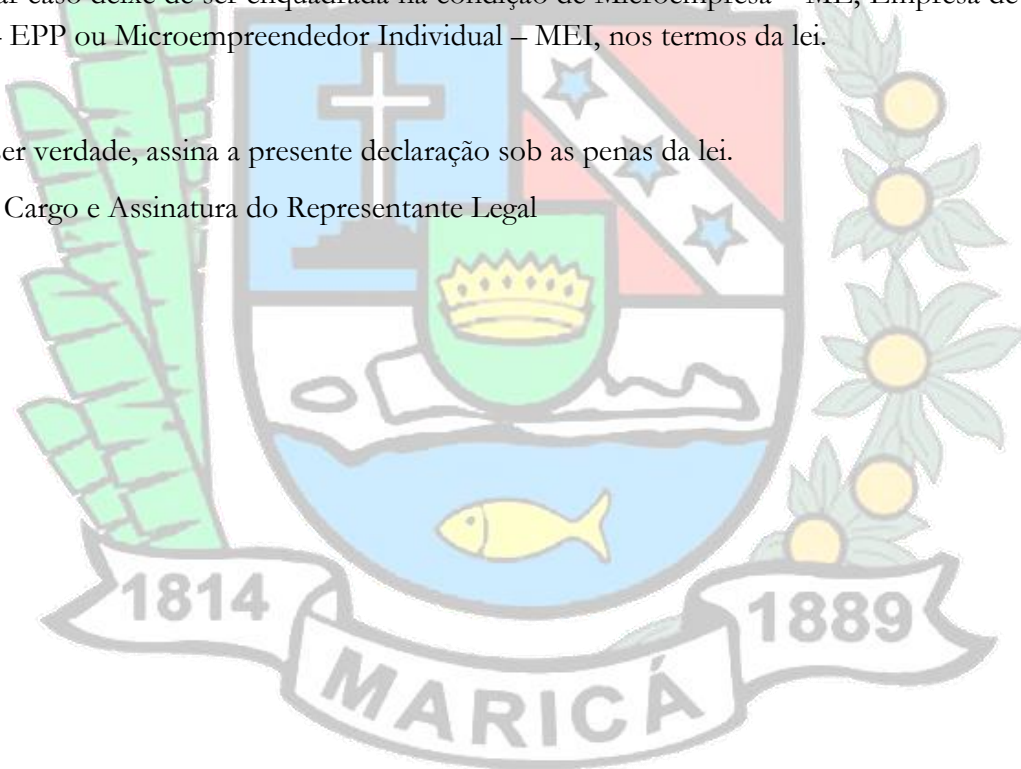 caso deixe de ser enquadrada na condição de Microempresa – ME, Empresa de
- EPP ou Microempreendedor Individual – MEI, nos termos da lei.
verdade, assina a presente declaração sob as penas da lei.
Cargo e Assinatura do Representante Legal
1814
1889
MARICÁ